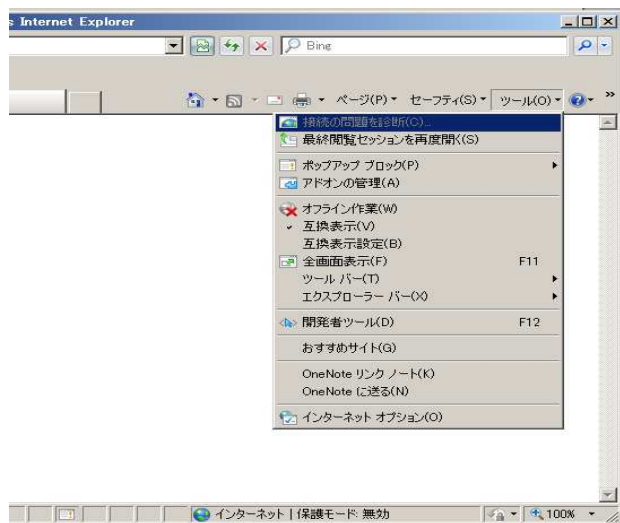 s Internet Explorer
Bing
ページ(P) セーフティ(S) ツール(O) »
接続の問題を診断(C)...
最終閲覧セッションを再度開く(S)
ポップアップ ブロック(P)
アドオンの管理(A)
オフライン作業(W)
互換表示(V)
互換表示設定(B)
全画面表示(F) F11
ツール バー(T)
エクスプローラー バー(X)
開発者ツール(D) F12
おすすめサイト(G)
OneNote リンク ノート(K)
OneNote に送る(N)
インターネット オプション(O)
インターネット | 保護モード: 無効 100%